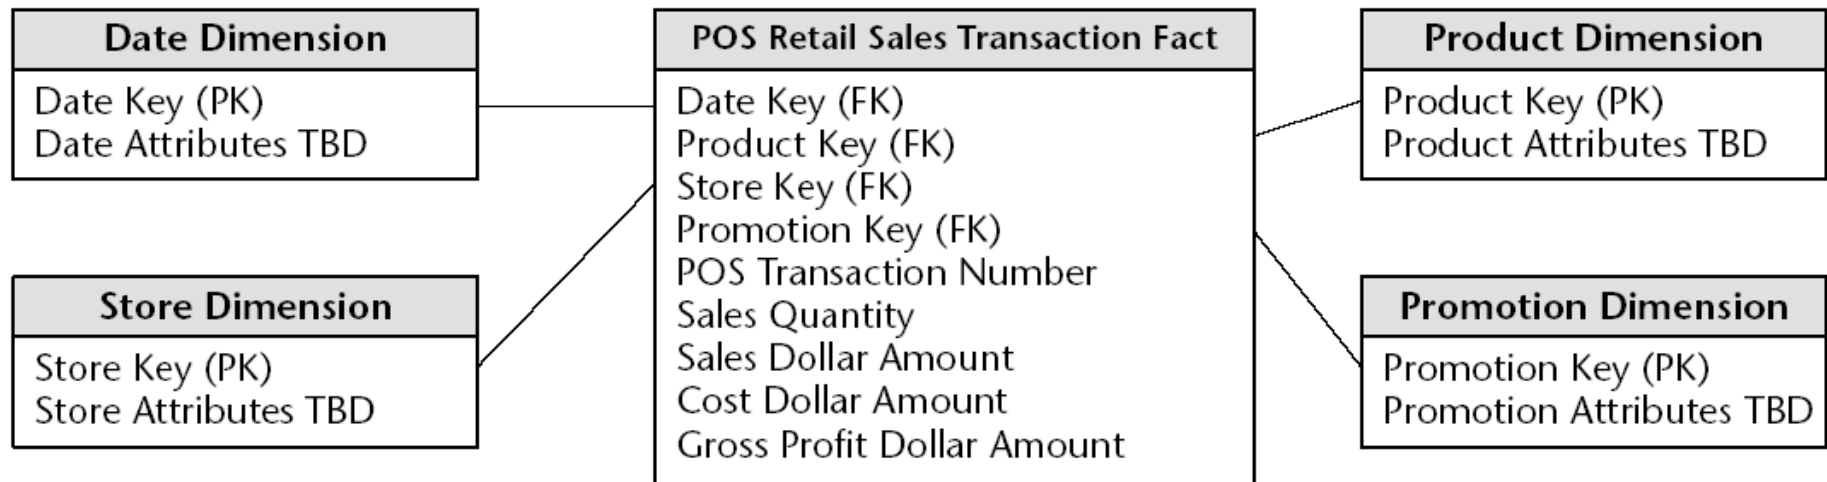 Date Dimension
Date Key (PK)
Date Attributes TBD
Store Dimension
Store Key (PK)
Store Attributes TBD
POS Retail Sales Transaction Fact
Date Key (FK)
Product Key (FK)
Store Key (FK)
Promotion Key (FK)
POS Transaction Number
Sales Quantity
Sales Dollar Amount
Cost Dollar Amount
Gross Profit Dollar Amount
Product Dimension
Product Key (PK)
Product Attributes TBD
Promotion Dimension
Promotion Key (PK)
Promotion Attributes TBD